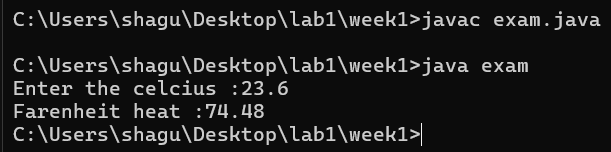 C:\Users\shagu\Desktop\lab1\week1>javac exam.java
C:\Users\shagu\Desktop\lab1\week1>java exam
Enter the celcius :23.6
Farenheit heat :74.48
C:\Users\shagu\Desktop\lab1\week1>